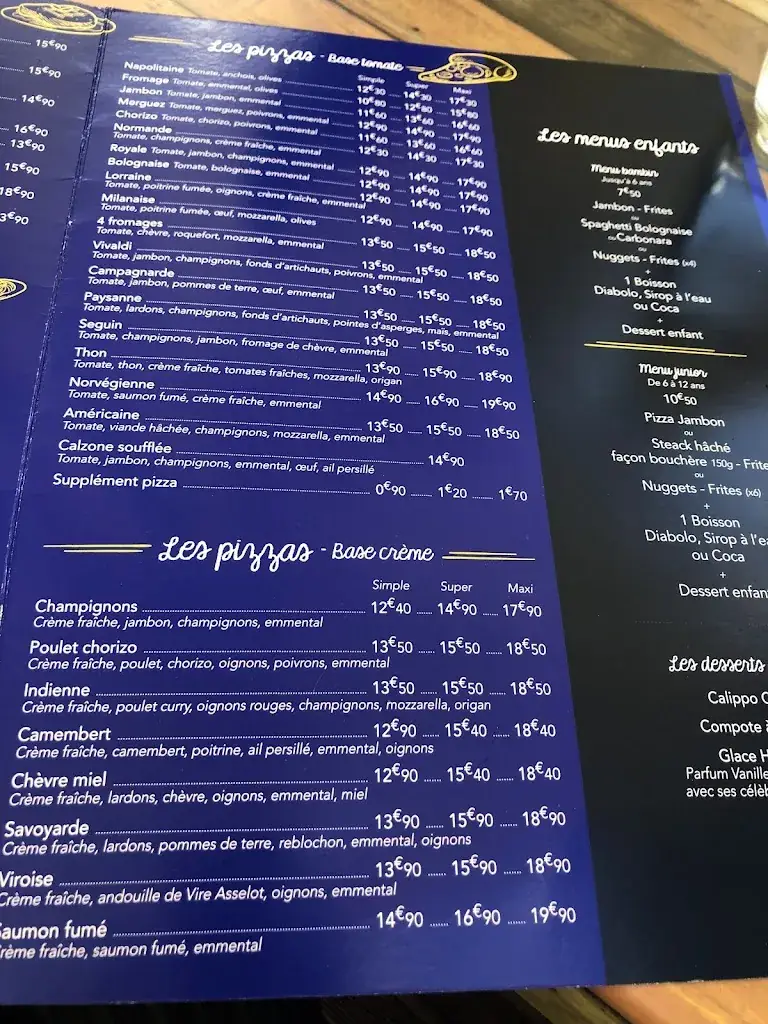 15€90
15€90
14€90
16€90
13€90
15€90
18€90
3€90
Les pizzas - Base tomate
Simple Super Maxi
Napolitaine Tomate, anchois, olives 12€30 14€30 17€30
Fromage Tomate, emmental, olives 10€80 12€80 15€80
Jambon Tomate, jambon, emmental 11€60 13€60 16€60
Merguez Tomate, merguez, poivrons, emmental 12€90 14€90 17€90
Chorizo Tomate, chorizo, poivrons, emmental 11€60 13€60 16€60
Normande 12€30 14€30 17€30
Tomate, champignons, crème fraîche, emmental
Royale Tomate, jambon, champignons, emmental 12€90 14€90 17€90
Bolognaise Tomate, bolognaise, emmental 12€90 14€90 17€90
Lorraine 12€90 14€90 17€90
Tomate, poitrine fumée, oignons, crème fraîche, emmental
Milanaise 12€90 14€90 17€90
Tomate, poitrine fumée, œuf, mozzarella, olives
4 fromages 13€50 15€50 18€50
Tomate, chèvre, roquefort, mozzarella, emmental
Vivaldi 13€50 15€50 18€50
Tomate, jambon, champignons, fonds d'artichauts, poivrons, emmental
Campagnarde 13€50 15€50 18€50
Tomate, jambon, pommes de terre, œuf, emmental
Paysanne 13€50 15€50 18€50
Tomate, lardons, champignons, fonds d'artichauts, pointes d'asperges, maïs, emmental
Seguin 13€50 15€50 18€50
Tomate, champignons, jambon, fromage de chèvre, emmental
Thon 13€90 15€90 18€90
Tomate, thon, crème fraîche, tomates fraîches, mozzarella, origan
Norvégienne 14€90 16€90 19€90
Tomate, saumon fumé, crème fraîche, emmental
Américaine 13€50 15€50 18€50
Tomate, viande hâchée, champignons, mozzarella, emmental
Calzone soufflée 14€90
Tomate, jambon, champignons, emmental, œuf, ail persillé
Supplément pizza 0€90 1€20 1€70
Les pizzas - Base crème
Simple Super Maxi
Champignons 12€40 14€90 17€90
Crème fraîche, jambon, champignons, emmental
Poulet chorizo 13€50 15€50 18€50
Crème fraîche, poulet, chorizo, oignons, poivrons, emmental
Indienne 13€50 15€50 18€50
Crème fraîche, poulet curry, oignons rouges, champignons, mozzarella, origan
Camembert 12€90 15€40 18€40
Crème fraîche, camembert, poitrine, ail persillé, emmental, oignons
Chèvre miel 12€90 15€40 18€40
Crème fraîche, lardons, chèvre, oignons, emmental, miel
Savoyarde 13€90 15€90 18€90
Crème fraîche, lardons, pommes de terre, reblochon, emmental, oignons
Viroise 13€90 15€90 18€90
Crème fraîche, andouille de Vire Asselot, oignons, emmental
Saumon fumé 14€90 16€90 19€90
rème fraîche, saumon fumé, emmental
Les menus enfants
Menu bambin
Jusqu'à 6 ans
7€50
Jambon - Frites
ou
Spaghetti Bolognaise
ou Carbonara
ou
Nuggets - Frites (x4)
+
1 Boisson
Diabolo, Sirop à l'eau
ou Coca
+
Dessert enfant
Menu junior
De 6 à 12 ans
10€50
Pizza Jambon
ou
Steack hâché
façon bouchère 150g - Frite
ou
Nuggets - Frites (x6)
+
1 Boisson
Diabolo, Sirop à l'ea
ou Coca
+
Dessert enfan
Les desserts
Calippo C
Compote à
Glace H
Parfum Vanille
avec ses céléb